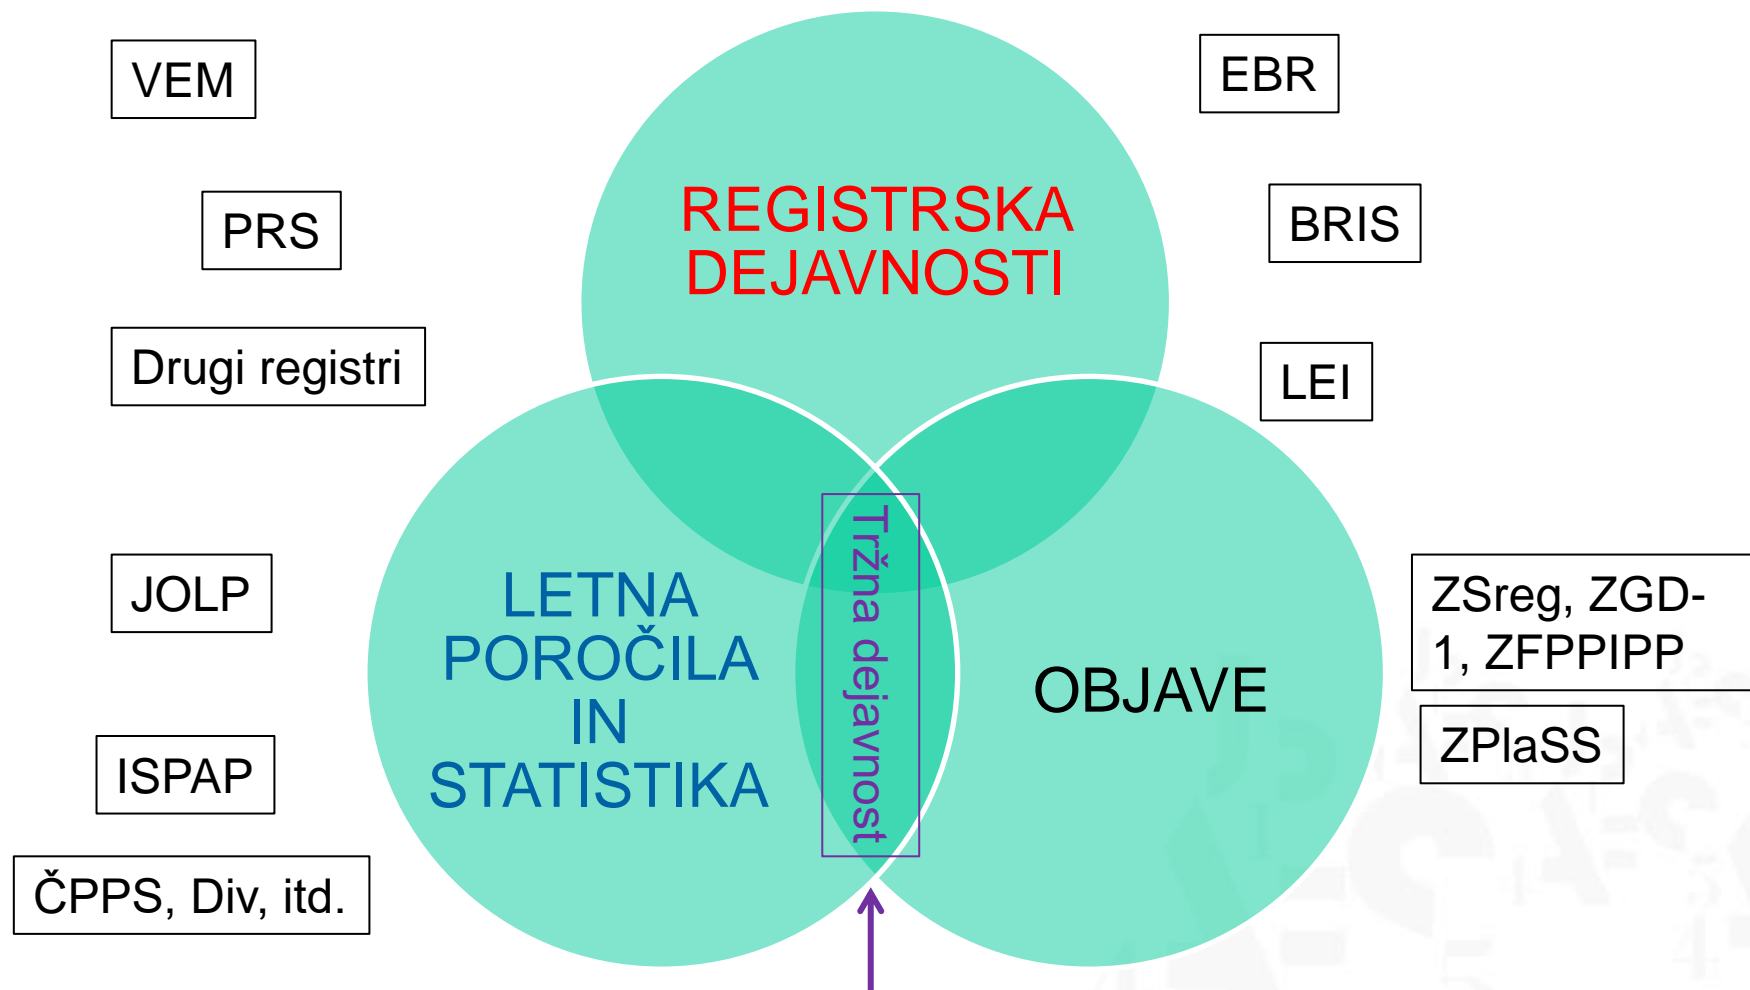 VEM
EBR
PRS
REGISTRSKA
DEJAVNOSTI
BRIS
Drugi registri
LEI
JOLP
LETNA
POROČILA
IN
STATISTIKA
Tržna dejavnost
OBJAVE
ZSreg, ZGD-
1, ZFPPIPP
ZPlaSS
ISPAP
ČPPS, Div, itd.